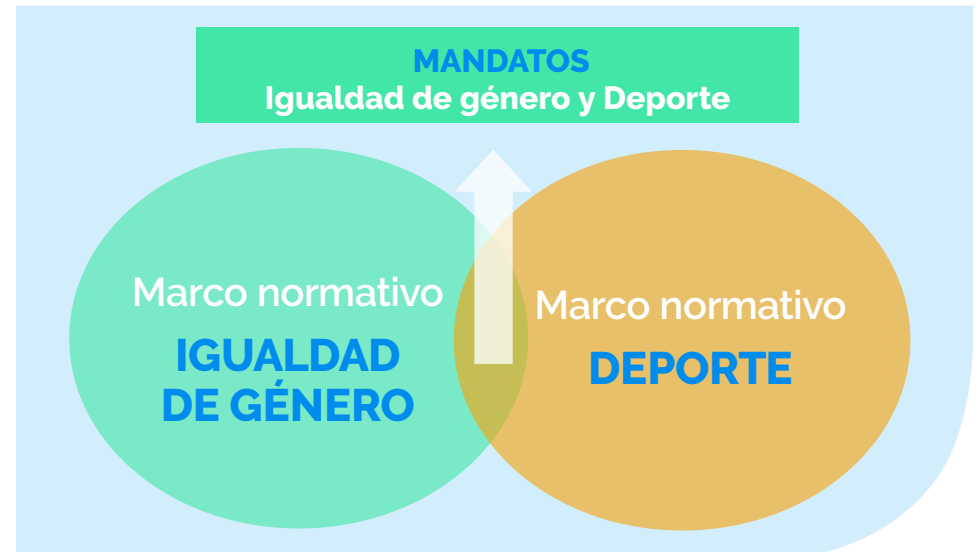 MANDATOS
Igualdad de género y Deporte
Marco normativo
IGUALDAD
DE GÉNERO
Marco normativo
DEPORTE